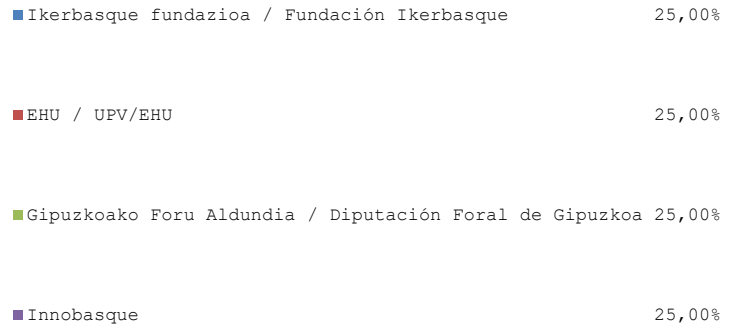 Ikerbasque fundazioa / Fundación Ikerbasque 25,00%
EHU / UPV/EHU 25,00%
Gipuzkoako Foru Aldundia / Diputación Foral de Gipuzkoa 25,00%
Innobasque 25,00%